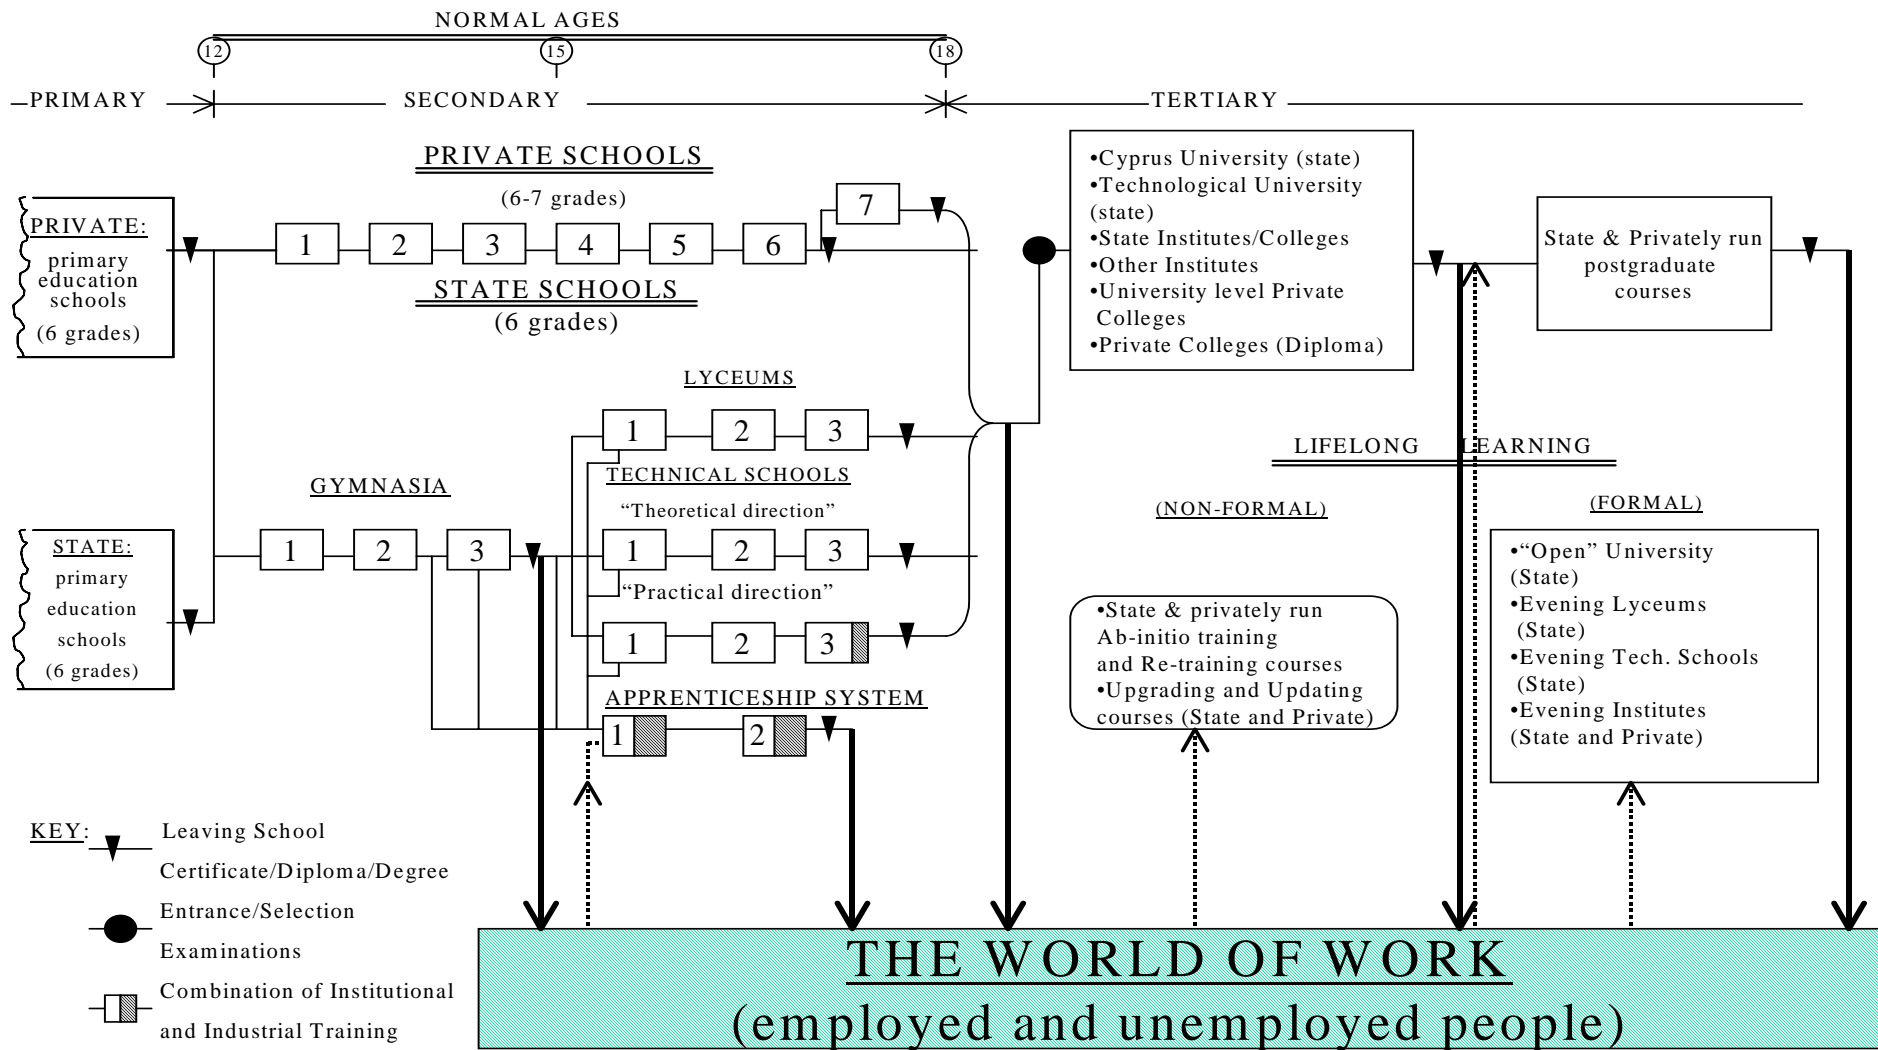 NORMAL AGES
12
15
18
PRIMARY
SECONDARY
TERTIARY
PRIVATE SCHOOLS
(6-7 grades)
7
PRIVATE:
primary
education
schools
(6 grades)
1
2
3
4
5
6
STATE SCHOOLS
(6 grades)
•Cyprus University (state)
•Technological University
(state)
•State Institutes/Colleges
•Other Institutes
•University level Private
Colleges
•Private Colleges (Diploma)
State & Privately run
postgraduate
courses
LYCEUMS
1
2
3
TECHNICAL SCHOOLS
“Theoretical direction”
GYMNASIA
1
2
3
1
2
3
“Practical direction”
1
2
3
STATE:
primary
education
schools
(6 grades)
APPRENTICESHIP SYSTEM
1
2
LIFELONG LEARNING
(NON-FORMAL)
•State & privately run
Ab-initio training
and Re-training courses
•Upgrading and Updating
courses (State and Private)
(FORMAL)
•“Open” University
(State)
•Evening Lyceums
(State)
•Evening Tech. Schools
(State)
•Evening Institutes
(State and Private)
KEY:
Leaving School
Certificate/Diploma/Degree
Entrance/Selection
Examinations
Combination of Institutional
and Industrial Training
THE WORLD OF WORK
(employed and unemployed people)